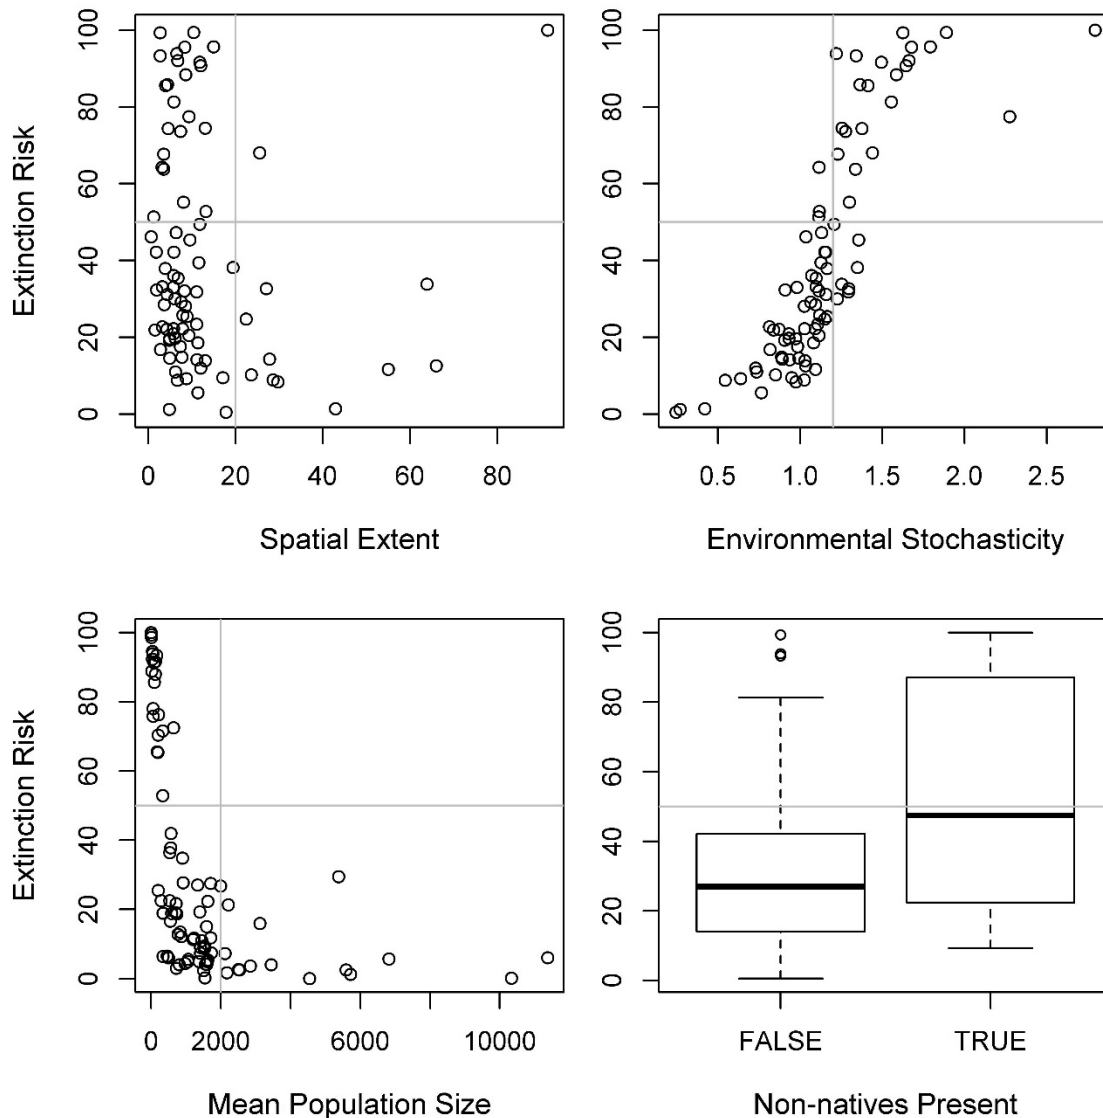 Extinction Risk
0 20 40 60 80 100
0 20 40 60 80
Spatial Extent
0 20 40 60 80 100
0.5 1.0 1.5 2.0 2.5
Environmental Stochasticity
Extinction Risk
0 20 40 60 80 100
0 2000 6000 10000
Mean Population Size
0 20 40 60 80 100
FALSE TRUE
Non-natives Present